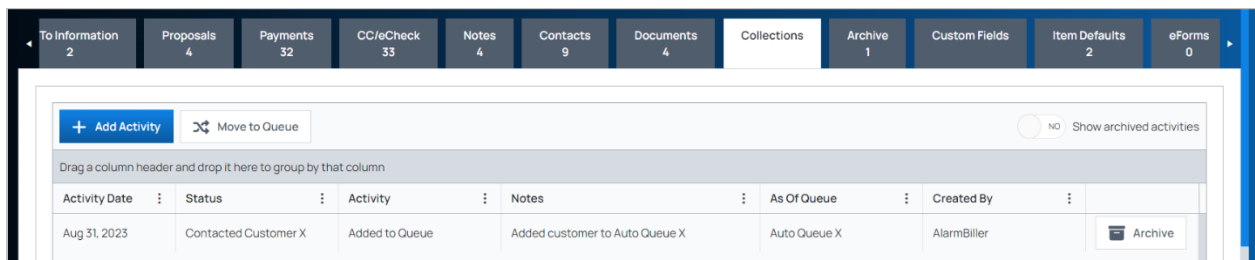 To Information Proposals Payments CC/eCheck Notes Contacts Documents Collections Archive Custom Fields Item Defaults eForms
2 4 32 33 4 9 4 1 2 0
+ Add Activity Move to Queue NO Show archived activities
Drag a column header and drop it here to group by that column
Activity Date Status Activity Notes As Of Queue Created By
Aug 31, 2023 Contacted Customer X Added to Queue Added customer to Auto Queue X Auto Queue X AlarmBiller Archive